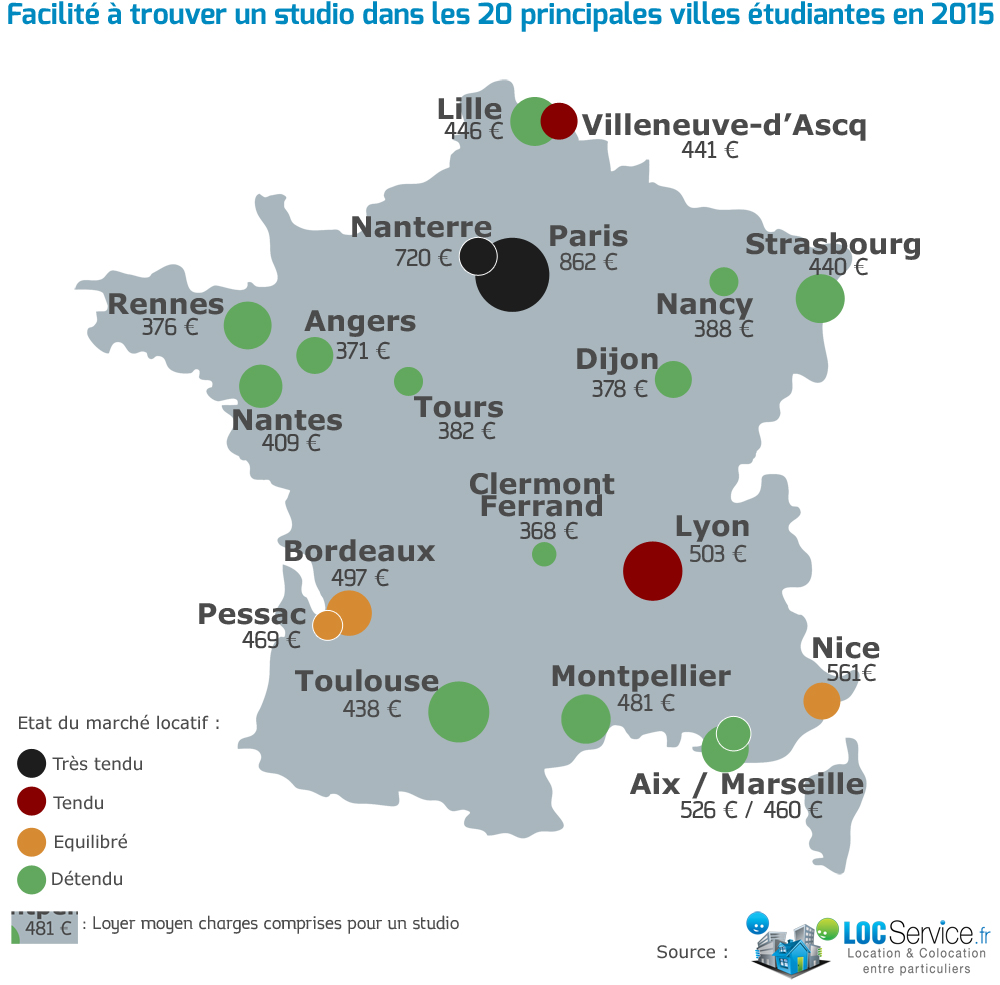 Facilité à trouver un studio dans les 20 principales villes étudiantes en 2015
Lille
446 €
Villeneuve-d’Ascq
441 €
Nanterre
720 €
Paris
862 €
Strasbourg
440 €
Nancy
388 €
Rennes
376 €
Angers
371 €
Dijon
378 €
Tours
382 €
Nantes
409 €
Clermont
Ferrand
368 €
Lyon
503 €
Bordeaux
497 €
Pessac
469 €
Nice
561€
Toulouse
438 €
Montpellier
481 €
Aix / Marseille
526 € / 460 €
Etat du marché locatif :
Très tendu
Tendu
Equilibré
Détendu
481 € : Loyer moyen charges comprises pour un studio
Source :
LOCService.fr
Location & Colocation
entre particuliers